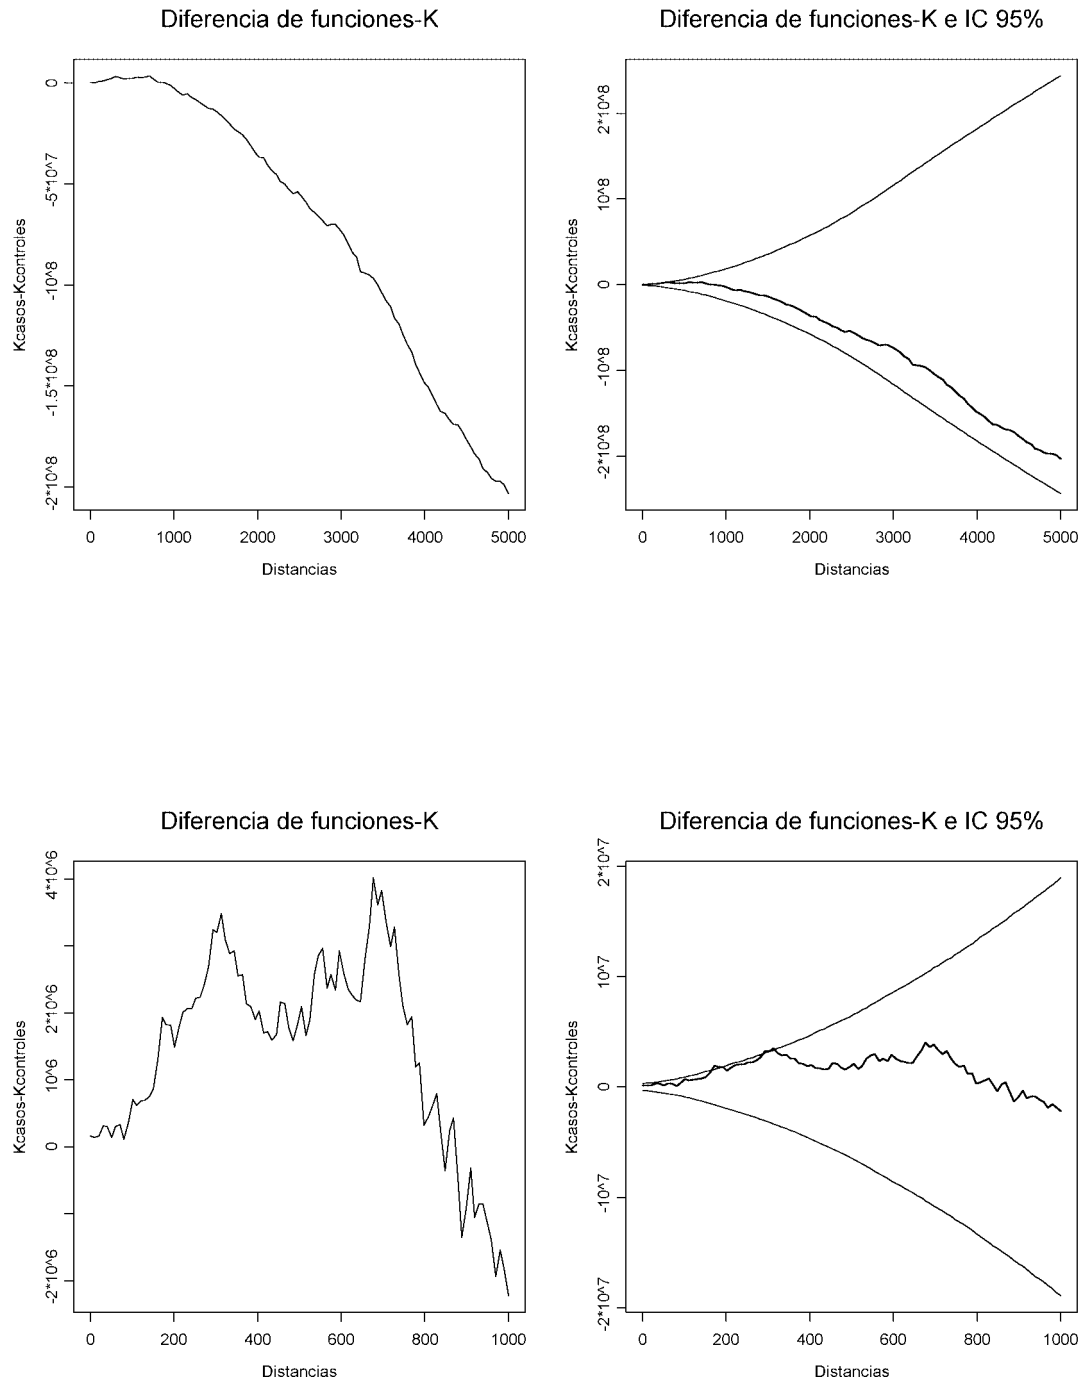 Diferencia de funciones-K
Kcasos-Kcontroles
0
-5*10^7
-10^8
-1.5*10^8
-2*10^8
0 1000 2000 3000 4000 5000
Distancias
Diferencia de funciones-K e IC 95%
Kcasos-Kcontroles
2*10^8
10^8
0
-10^8
-2*10^8
0 1000 2000 3000 4000 5000
Distancias
Diferencia de funciones-K
Kcasos-Kcontroles
4*10^6
2*10^6
10^6
0
-2*10^6
0 200 400 600 800 1000
Distancias
Diferencia de funciones-K e IC 95%
Kcasos-Kcontroles
2*10^7
10^7
0
-10^7
-2*10^7
0 200 400 600 800 1000
Distancias